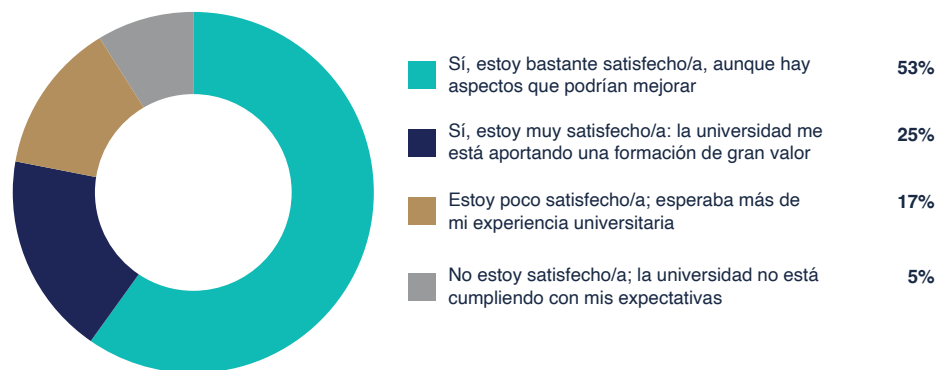 Sí, estoy bastante satisfecho/a, aunque hay
aspectos que podrían mejorar
53%
Sí, estoy muy satisfecho/a: la universidad me
está aportando una formación de gran valor
25%
Estoy poco satisfecho/a; esperaba más de
mi experiencia universitaria
17%
No estoy satisfecho/a; la universidad no está
cumpliendo con mis expectativas
5%